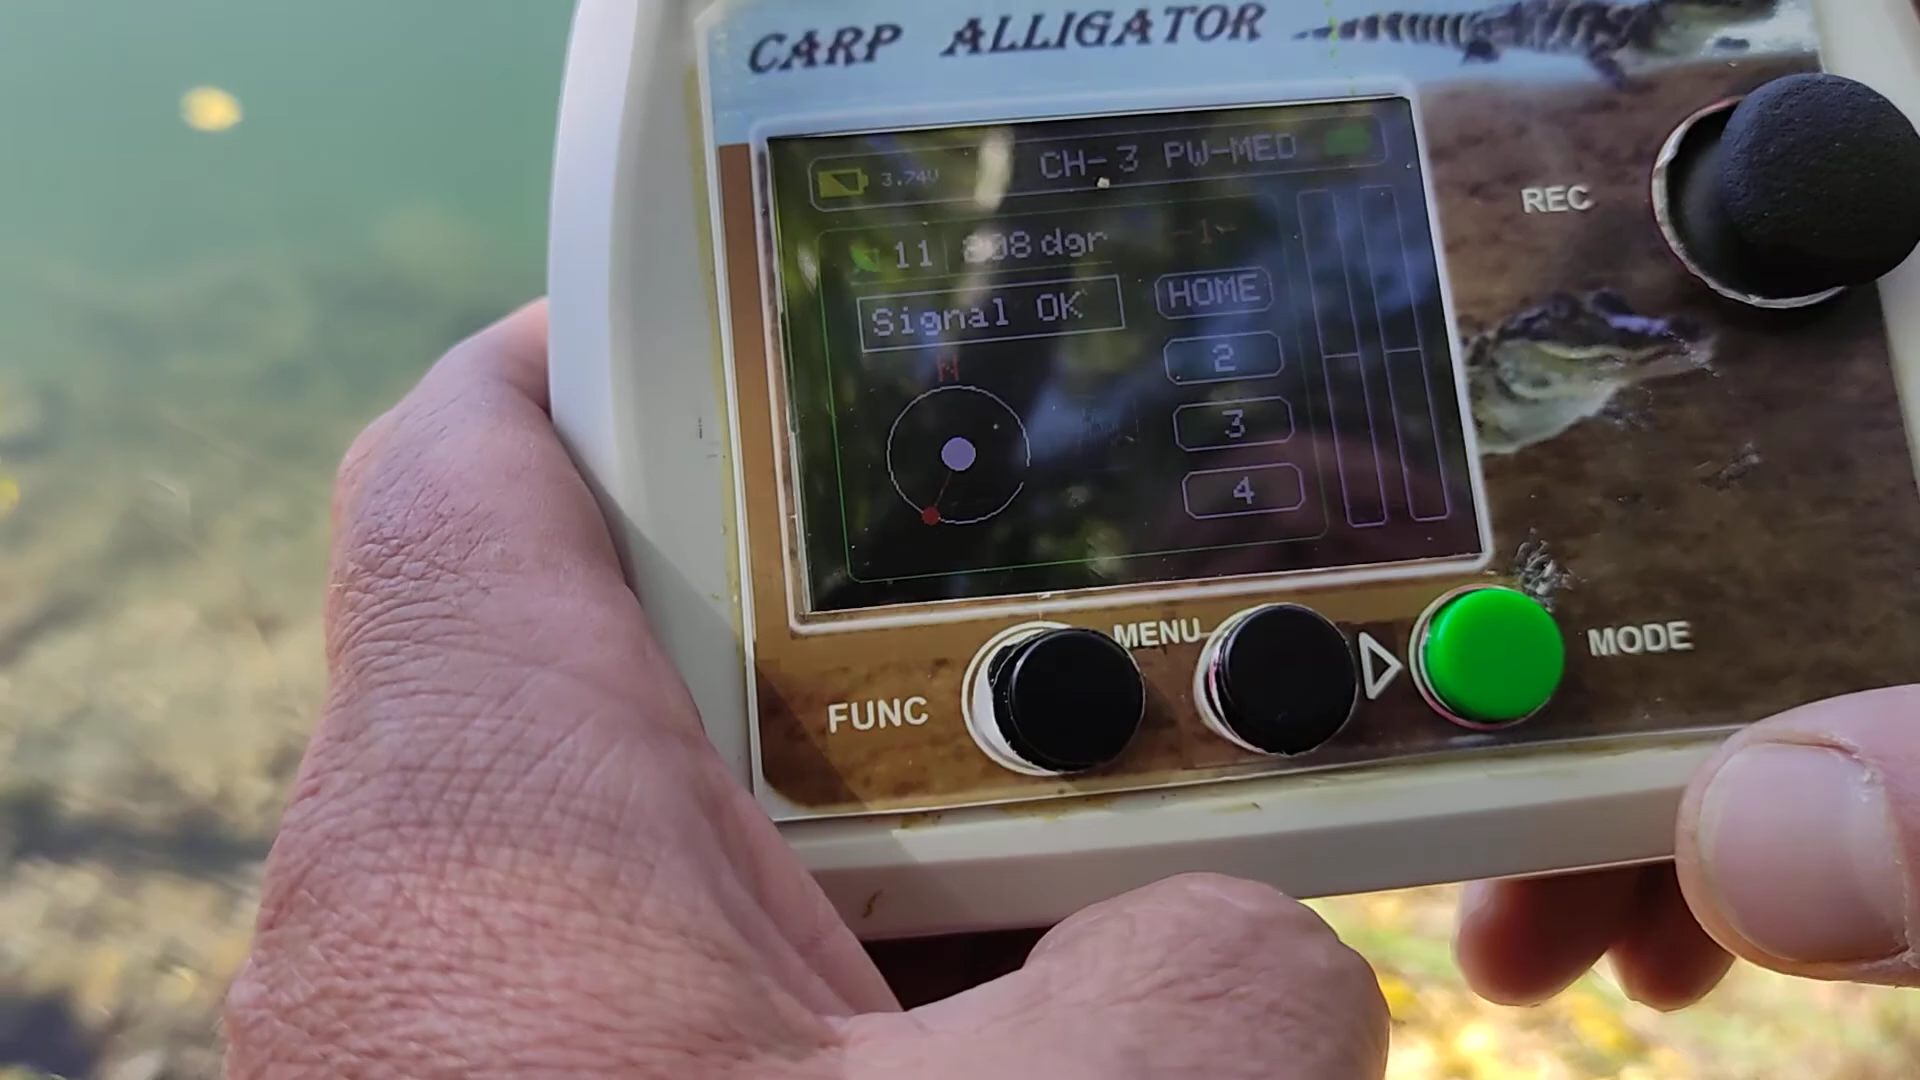 CARP ALLIGATOR
3.74V CH-3 PW-MED
11 dgr -1-
Signal OK HOME
N
2
3
4
REC
FUNC MENU MODE